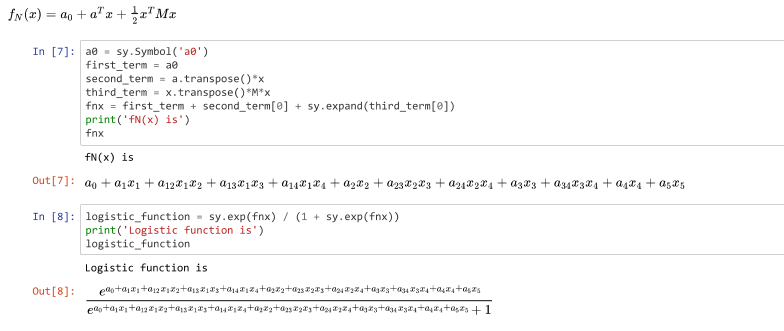 f_N(x) = a_0 + a^T x + \frac{1}{2} x^T M x
In [7]: a0 = sy.Symbol('a0')
first_term = a0
second_term = a.transpose()*x
third_term = x.transpose()*M*x
fnx = first_term + second_term[0] + sy.expand(third_term[0])
print('fN(x) is')
fnx
fN(x) is
Out[7]: a_0 + a_1x_1 + a_{12}x_1x_2 + a_{13}x_1x_3 + a_{14}x_1x_4 + a_2x_2 + a_{23}x_2x_3 + a_{24}x_2x_4 + a_3x_3 + a_{34}x_3x_4 + a_4x_4 + a_5x_5
In [8]: logistic_function = sy.exp(fnx) / (1 + sy.exp(fnx))
print('Logistic function is')
logistic_function
Logistic function is
Out[8]: \frac{e^{a_0+a_1x_1+a_{12}x_1x_2+a_{13}x_1x_3+a_{14}x_1x_4+a_2x_2+a_{23}x_2x_3+a_{24}x_2x_4+a_3x_3+a_{34}x_3x_4+a_4x_4+a_5x_5}}{e^{a_0+a_1x_1+a_{12}x_1x_2+a_{13}x_1x_3+a_{14}x_1x_4+a_2x_2+a_{23}x_2x_3+a_{24}x_2x_4+a_3x_3+a_{34}x_3x_4+a_4x_4+a_5x_5} + 1}